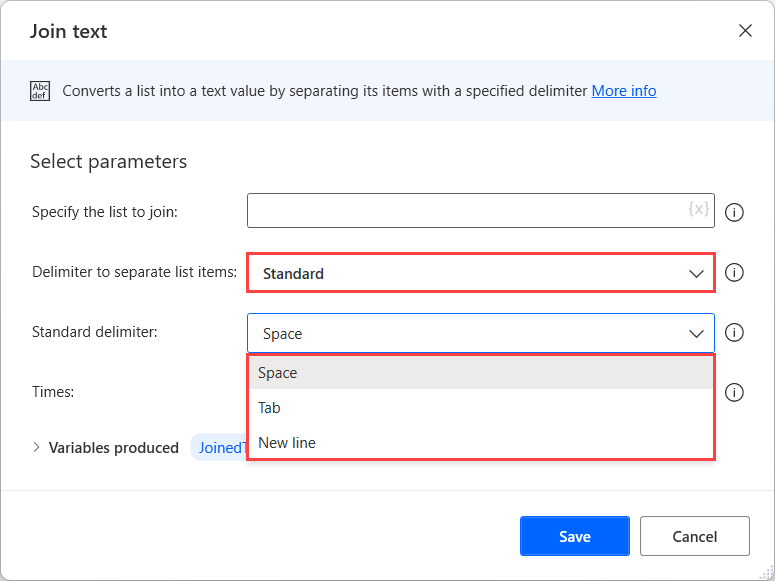 Join text
Abc
def
Converts a list into a text value by separating its items with a specified delimiter More info
Select parameters
Specify the list to join:
{x}
Delimiter to separate list items: Standard
Standard delimiter: Space
Space
Times:
Tab
New line
Variables produced JoinedT
Save Cancel